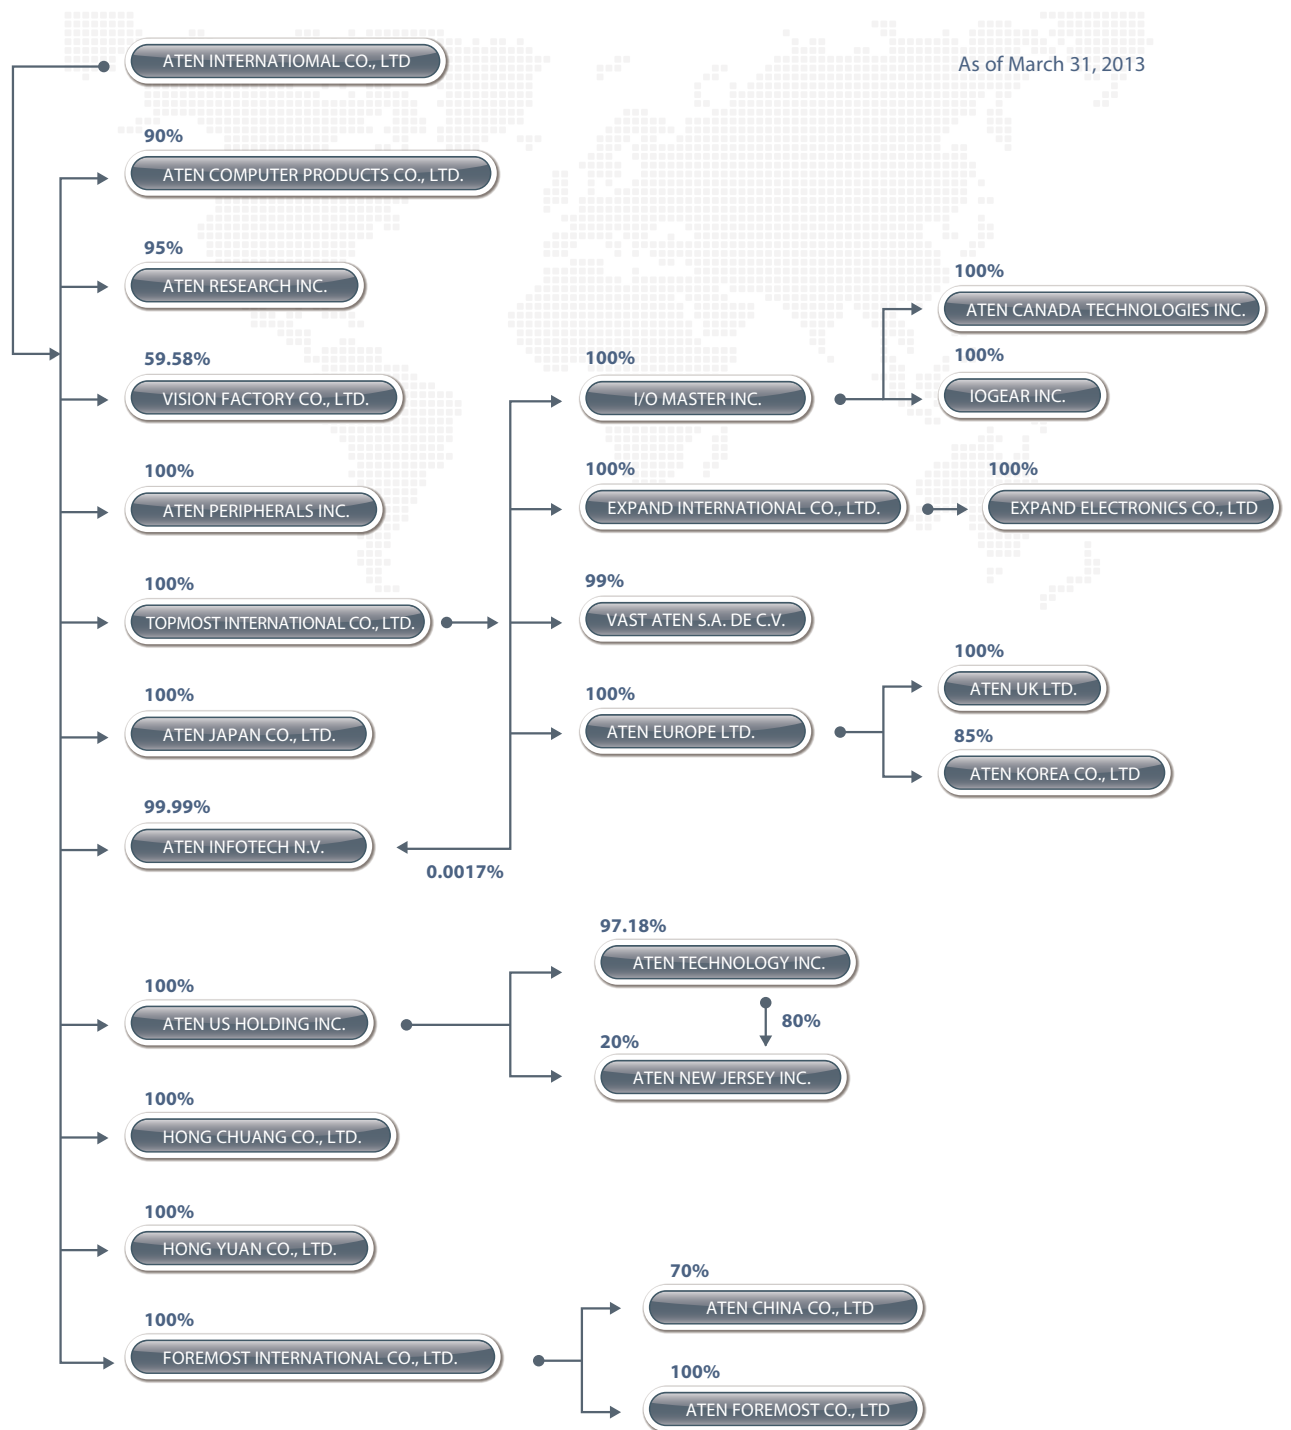 ATEN INTERNATIOMAL CO., LTD
As of March 31, 2013
90%
ATEN COMPUTER PRODUCTS CO., LTD.
95%
ATEN RESEARCH INC.
59.58%
VISION FACTORY CO., LTD.
100%
ATEN PERIPHERALS INC.
100%
TOPMOST INTERNATIONAL CO., LTD.
100%
ATEN JAPAN CO., LTD.
99.99%
ATEN INFOTECH N.V.
0.0017%
100%
I/O MASTER INC.
100%
ATEN CANADA TECHNOLOGIES INC.
100%
IOGEAR INC.
100%
EXPAND INTERNATIONAL CO., LTD.
100%
EXPAND ELECTRONICS CO., LTD
99%
VAST ATEN S.A. DE C.V.
100%
ATEN EUROPE LTD.
100%
ATEN UK LTD.
85%
ATEN KOREA CO., LTD
100%
ATEN US HOLDING INC.
97.18%
ATEN TECHNOLOGY INC.
80%
20%
ATEN NEW JERSEY INC.
100%
HONG CHUANG CO., LTD.
100%
HONG YUAN CO., LTD.
100%
FOREMOST INTERNATIONAL CO., LTD.
70%
ATEN CHINA CO., LTD
100%
ATEN FOREMOST CO., LTD